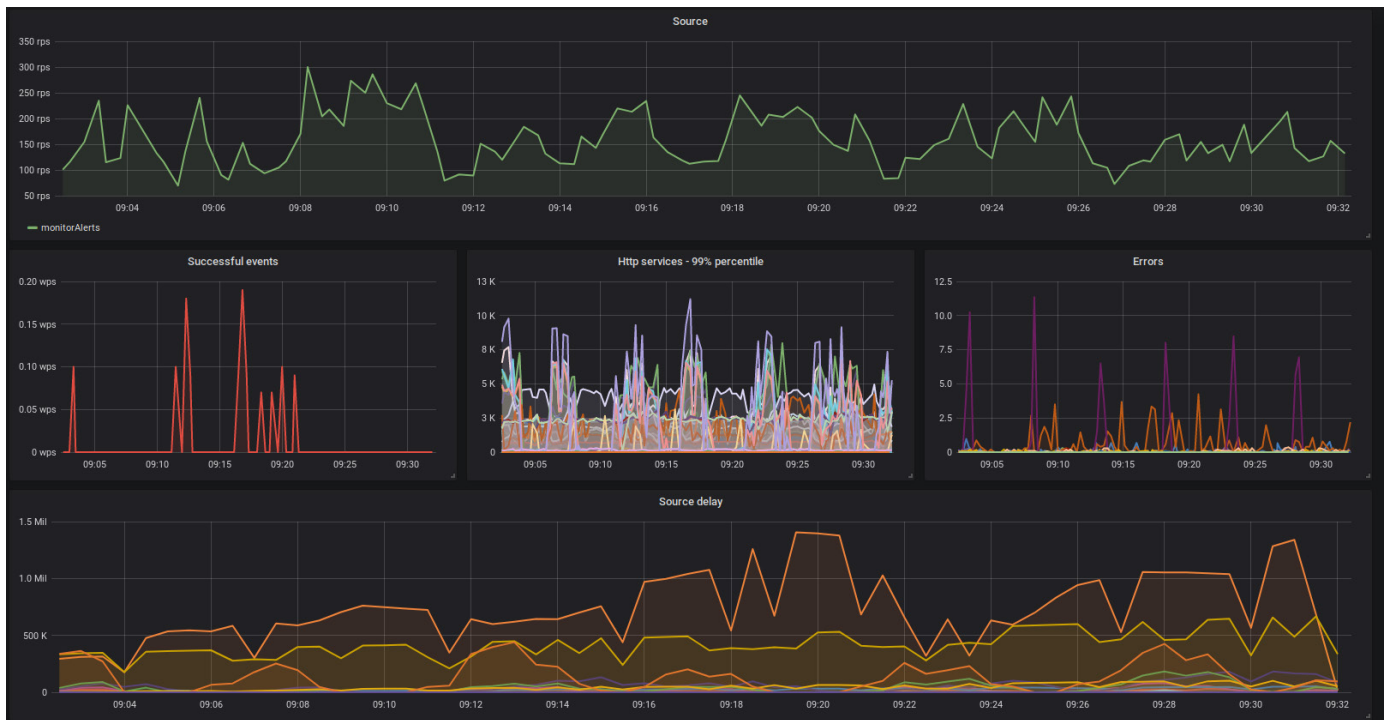 Source
350 rps
300 rps
250 rps
200 rps
150 rps
100 rps
50 rps
09:04 09:06 09:08 09:10 09:12 09:14 09:16 09:18 09:20 09:22 09:24 09:26 09:28 09:30 09:32
monitorAlerts
Successful events
0.20 wps
0.15 wps
0.10 wps
0.05 wps
0 wps
09:05 09:10 09:15 09:20 09:25 09:30
Http services - 99% percentile
13 K
10 K
8 K
5 K
3 K
0
09:05 09:10 09:15 09:20 09:25 09:30
Errors
12.5
10.0
7.5
5.0
2.5
0
09:05 09:10 09:15 09:20 09:25 09:30
Source delay
1.5 Mil
1.0 Mil
500 K
0
09:04 09:06 09:08 09:10 09:12 09:14 09:16 09:18 09:20 09:22 09:24 09:26 09:28 09:30 09:32